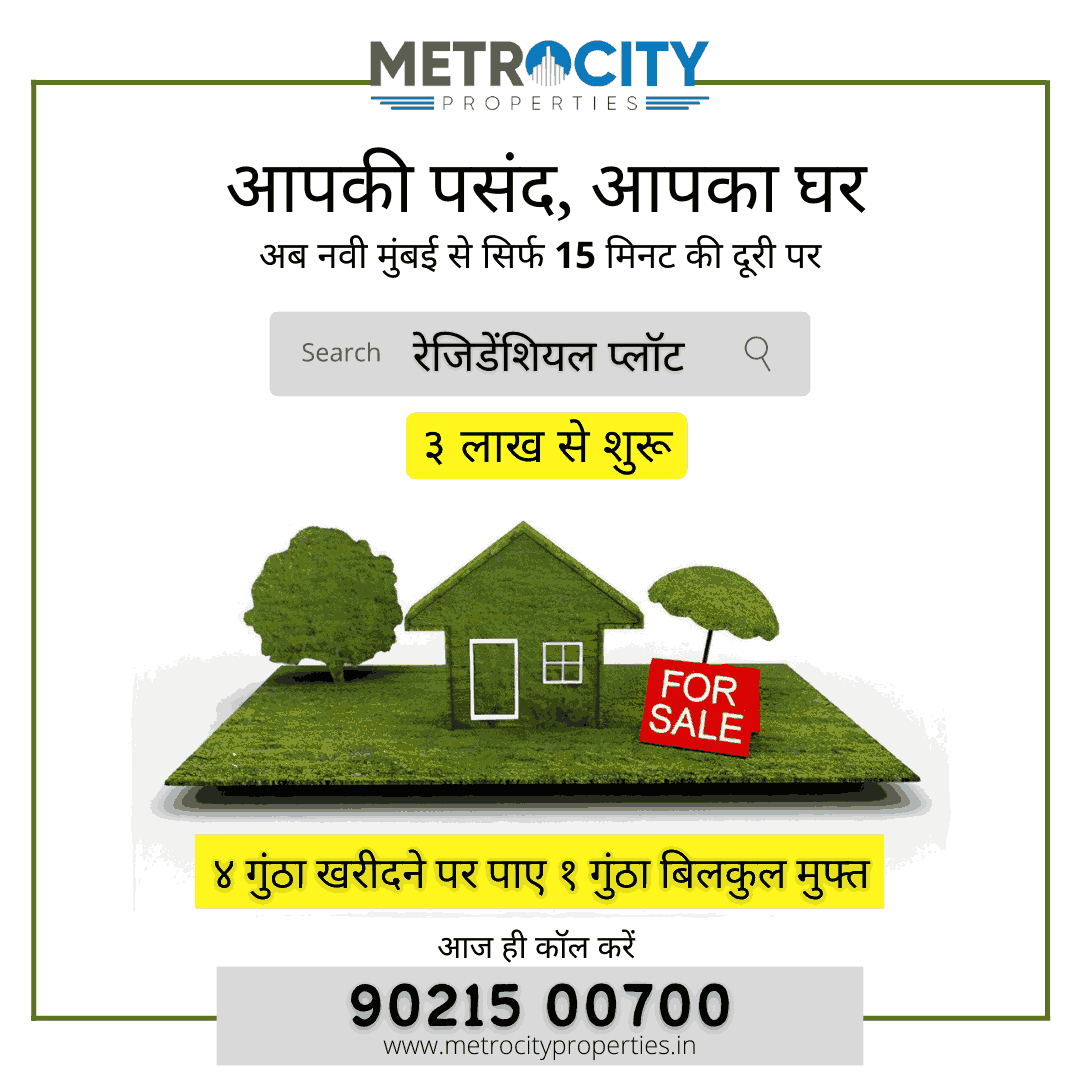 METROCITY
PROPERTIES
आपकी पसंद, आपका घर
अब नवी मुंबई से सिर्फ 15 मिनट की दूरी पर
Search रेजिडेंशियल प्लॉट
३ लाख से शुरू
FOR
SALE
४ गुंठा खरीदने पर पाए १ गुंठा बिलकुल मुफ्त
आज ही कॉल करें
90215 00700
www.metrocityproperties.in